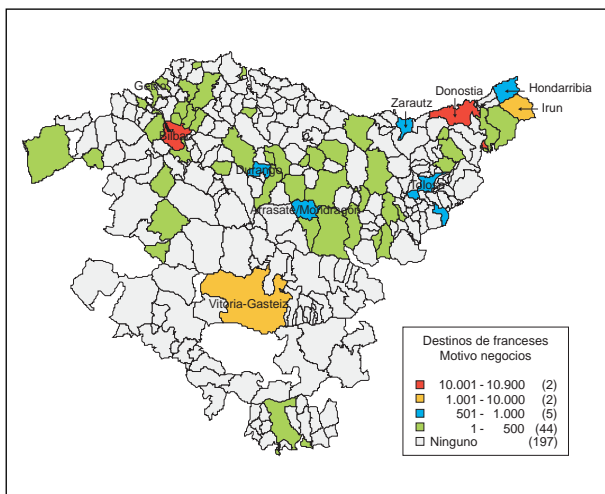 Getxo
Bilbao
Durango
Arrasate/Mondragón
Zarautz
Donostia
Hondarribia
Irun
Tolosa
Vitoria-Gasteiz
Destinos de franceses
Motivo negocios
10.001 - 10.900 (2)
1.001 - 10.000 (2)
501 - 1.000 (5)
1 - 500 (44)
Ninguno (197)